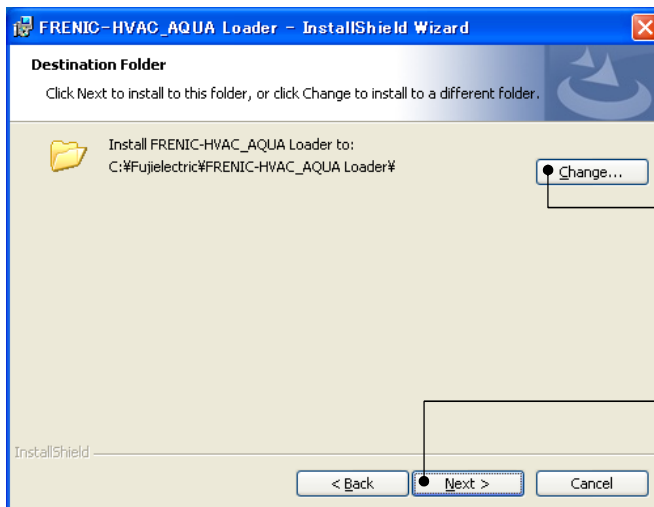 FRENIC-HVAC_AQUA Loader - InstallShield Wizard
Destination Folder
Click Next to install to this folder, or click Change to install to a different folder.
Install FRENIC-HVAC_AQUA Loader to:
C:¥Fujielectric¥FRENIC-HVAC_AQUA Loader¥
Change...
InstallShield
< Back
Next >
Cancel